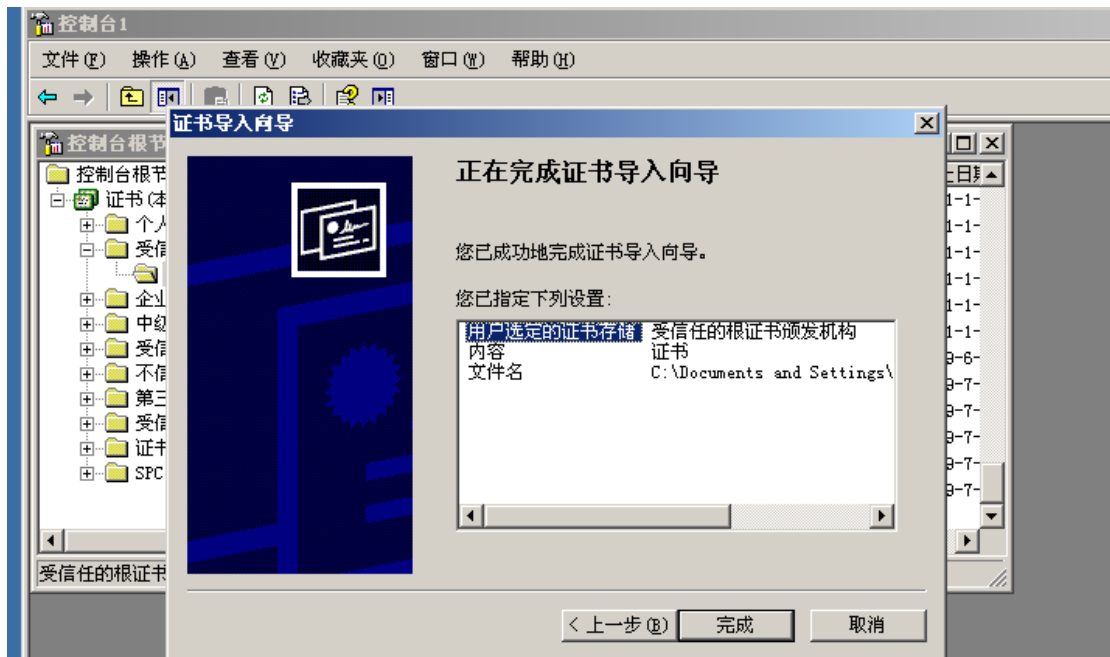 控制台1
文件(F) 操作(A) 查看(V) 收藏夹(O) 窗口(W) 帮助(H)
证书导入向导
控制台根节
控制台根节
证书(本
个人
受信
企业
中级
受信
不信
第三
受信
证书
SPC
受信任的根证书
正在完成证书导入向导
您已成功地完成证书导入向导。
您已指定下列设置:
用户选定的证书存储 受信任的根证书颁发机构
内容 证书
文件名 C:\Documents and Settings\
< 上一步(B) 完成 取消